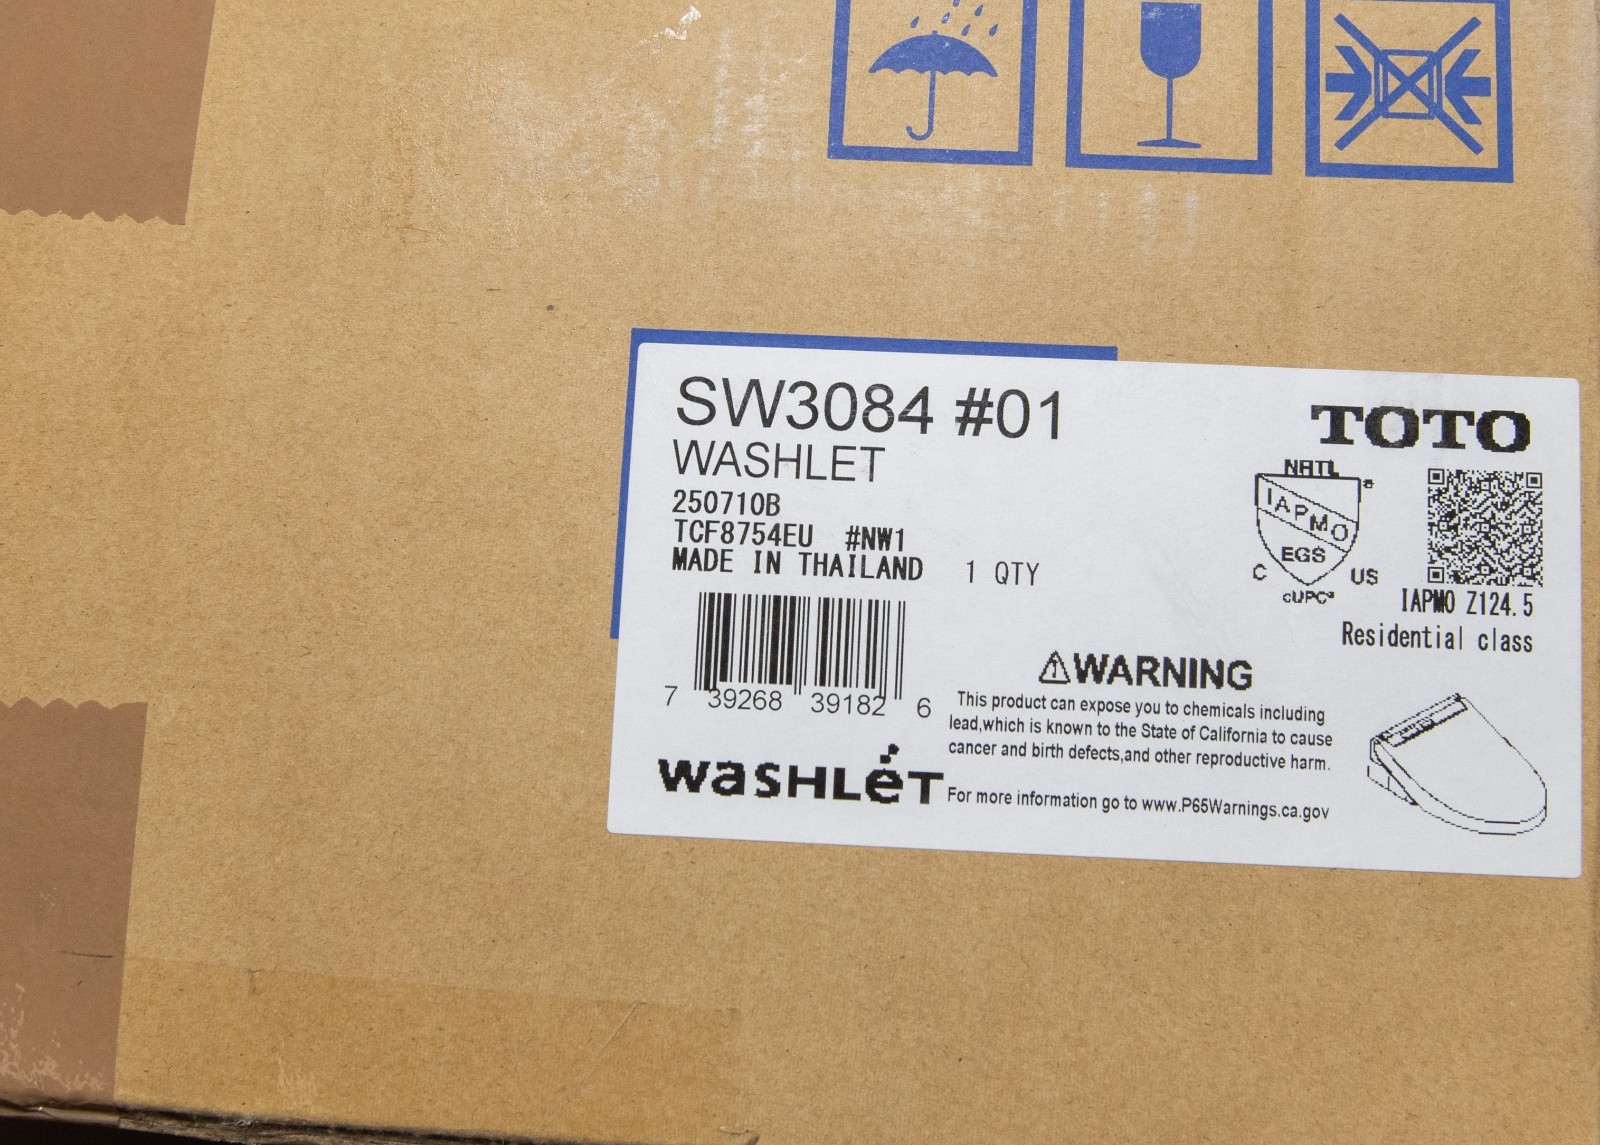 SW3084 #01
TOTO
WASHLET
250710B
TCF8754EU #NW1
MADE IN THAILAND 1 QTY
NRTL
IAPMO
EGS
C US
cUPC®
IAPMO Z124.5
Residential class
7 39268 39182 6
WASHLET
⚠WARNING
This product can expose you to chemicals including
lead,which is known to the State of California to cause
cancer and birth defects,and other reproductive harm.
For more information go to www.P65Warnings.ca.gov